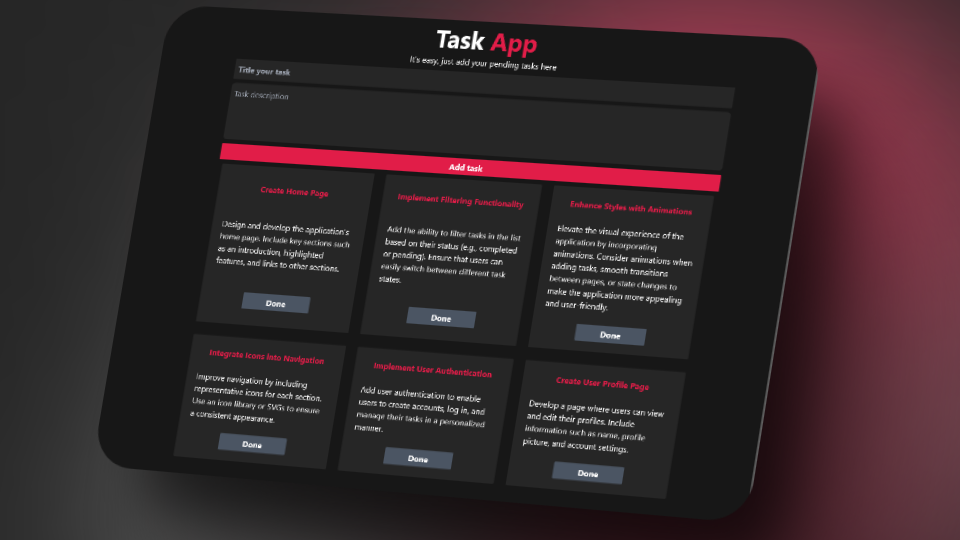 Task App
It's easy, just add your pending tasks here
Title your task
Task description
Add task
Create Home Page
Design and develop the application's
home page. Include key sections such
as an introduction, highlighted
features, and links to other sections.
Done
Implement Filtering Functionality
Add the ability to filter tasks in the list
based on their status (e.g., completed
or pending). Ensure that users can
easily switch between different task
states.
Done
Enhance Styles with Animations
Elevate the visual experience of the
application by incorporating
animations. Consider animations when
adding tasks, smooth transitions
between pages, or state changes to
make the application more appealing
and user-friendly.
Done
Integrate Icons into Navigation
Improve navigation by including
representative icons for each section.
Use an icon library or SVGs to ensure
a consistent appearance.
Done
Implement User Authentication
Add user authentication to enable
users to create accounts, log in, and
manage their tasks in a personalized
manner.
Done
Create User Profile Page
Develop a page where users can view
and edit their profiles. Include
information such as name, profile
picture, and account settings.
Done